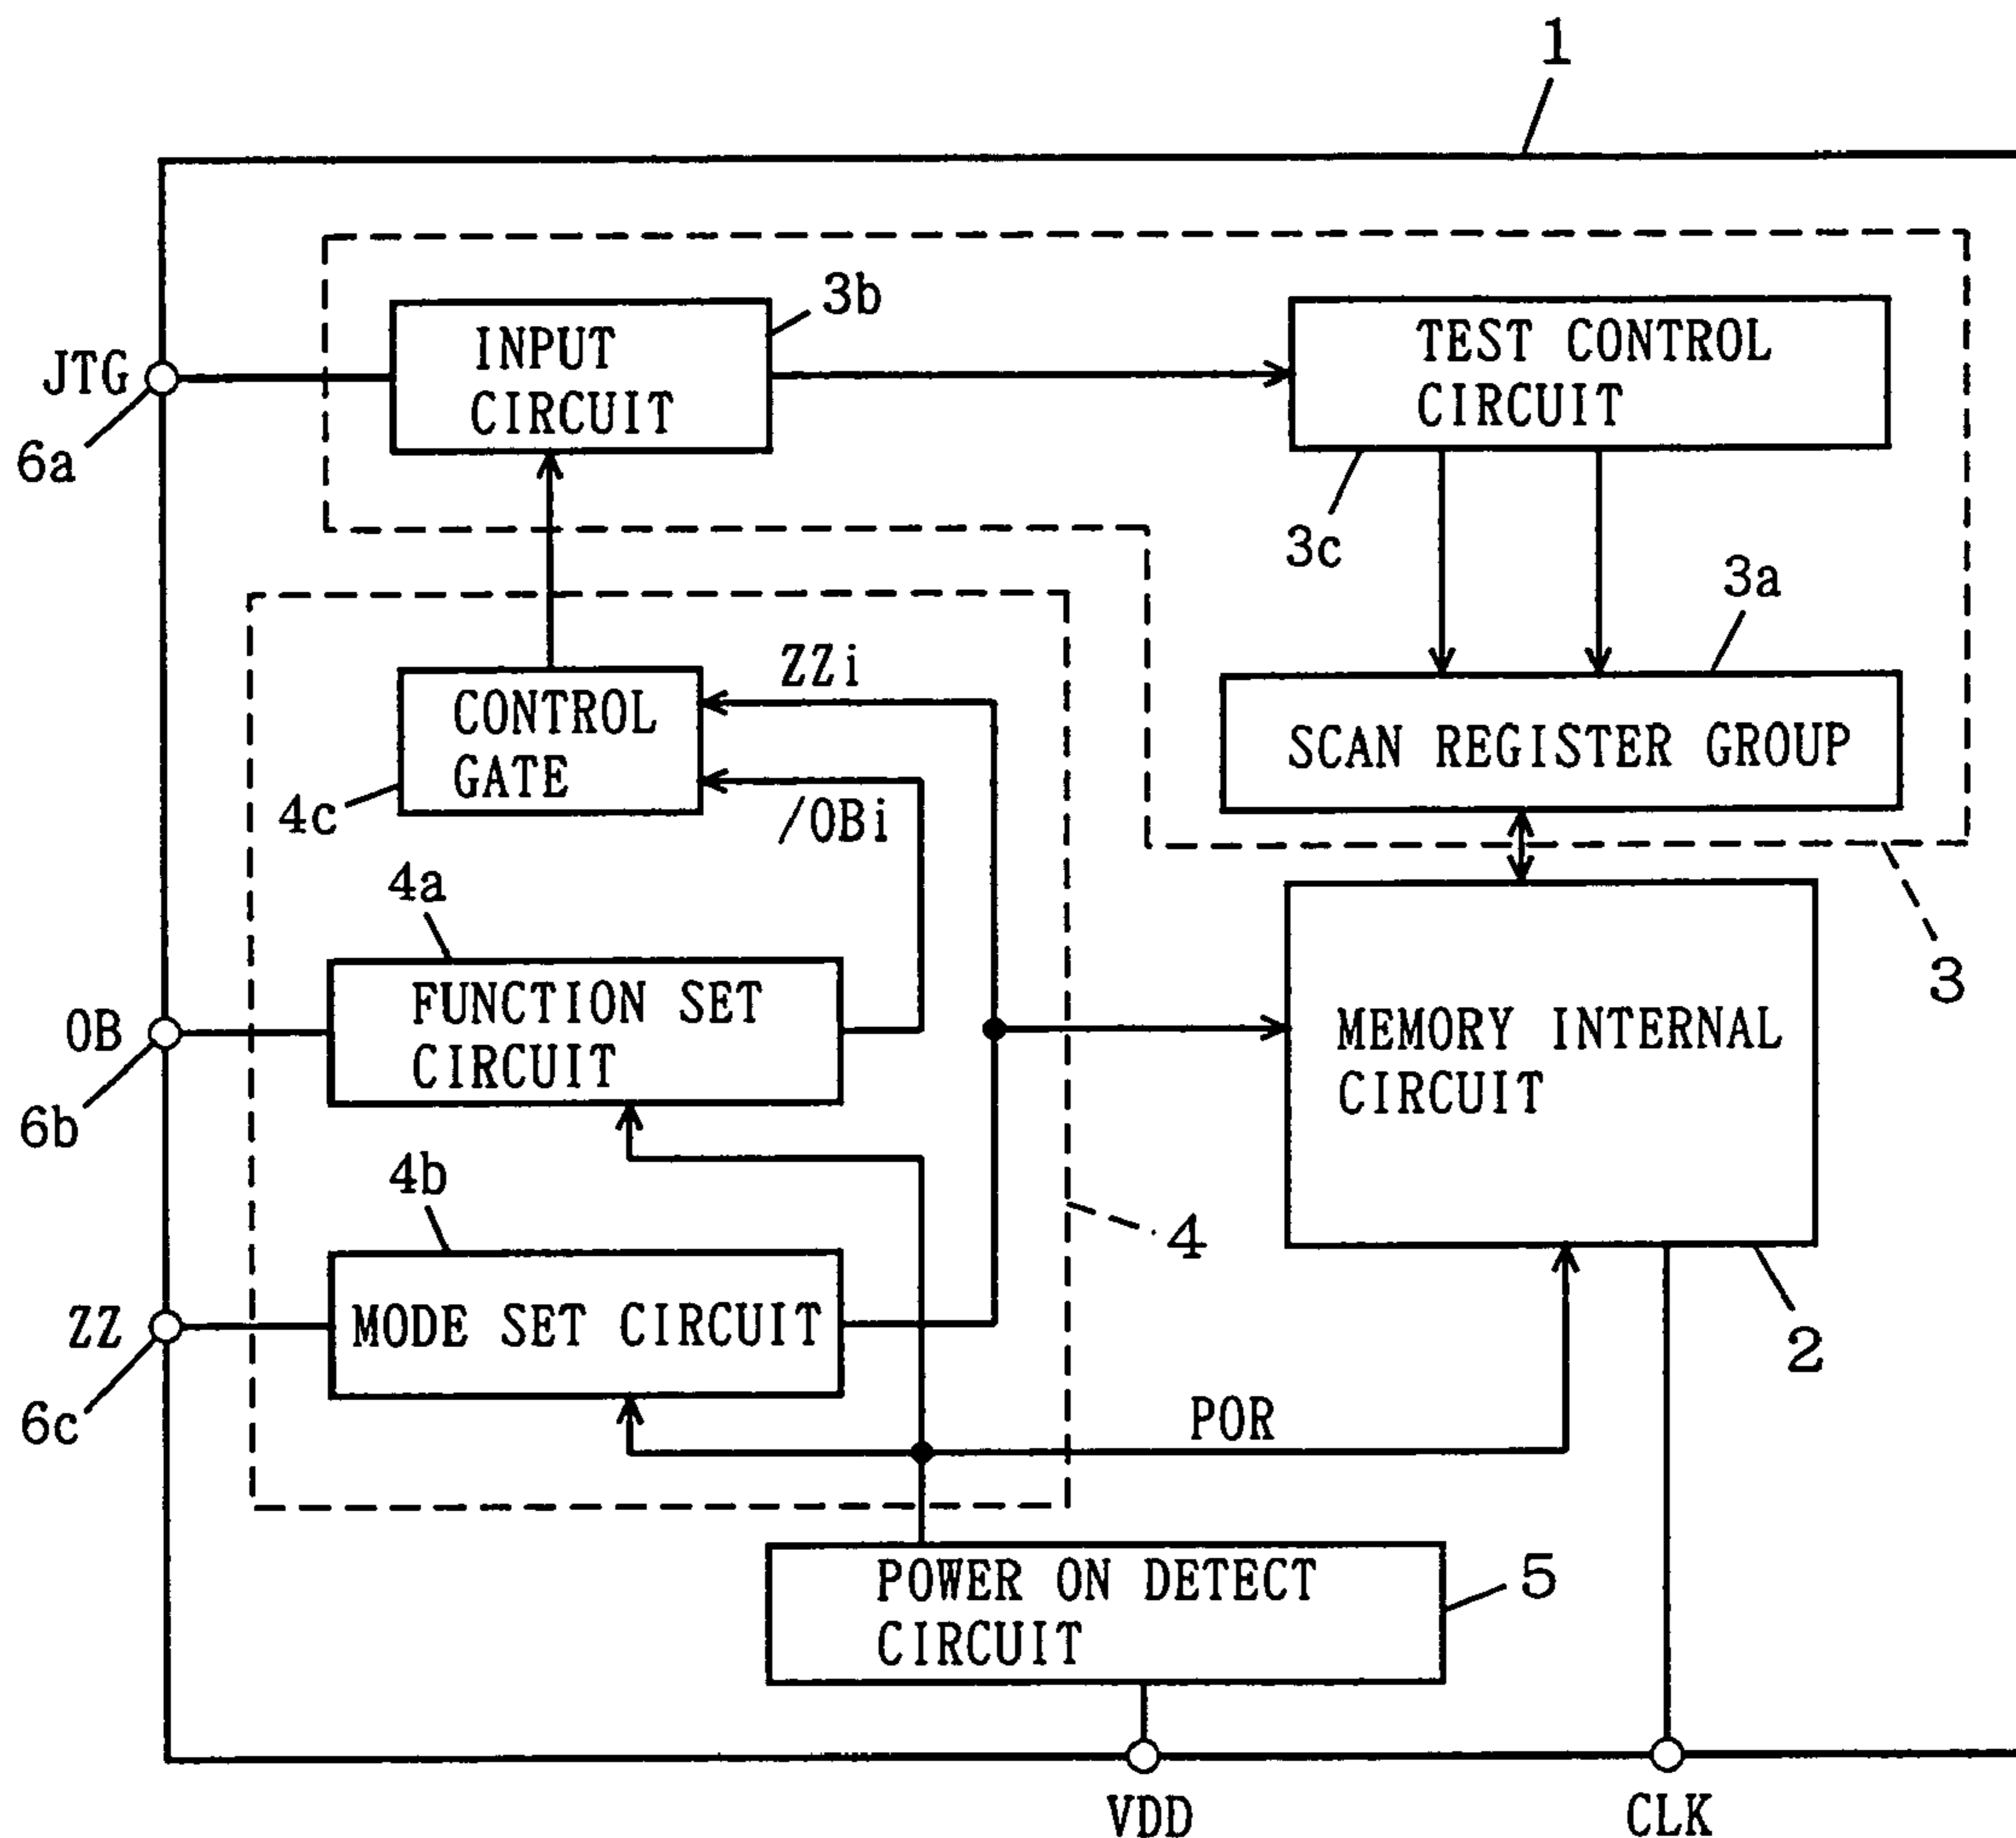 1
3b
INPUT
CIRCUIT
TEST CONTROL
CIRCUIT
JTG
6a
3c
3a
ZZi
CONTROL
GATE
SCAN REGISTER GROUP
4c
/OBi
4a
3
FUNCTION SET
CIRCUIT
MEMORY INTERNAL
CIRCUIT
OB
6b
4b
4
MODE SET CIRCUIT
ZZ
2
6c
POR
POWER ON DETECT
CIRCUIT
5
VDD
CLK